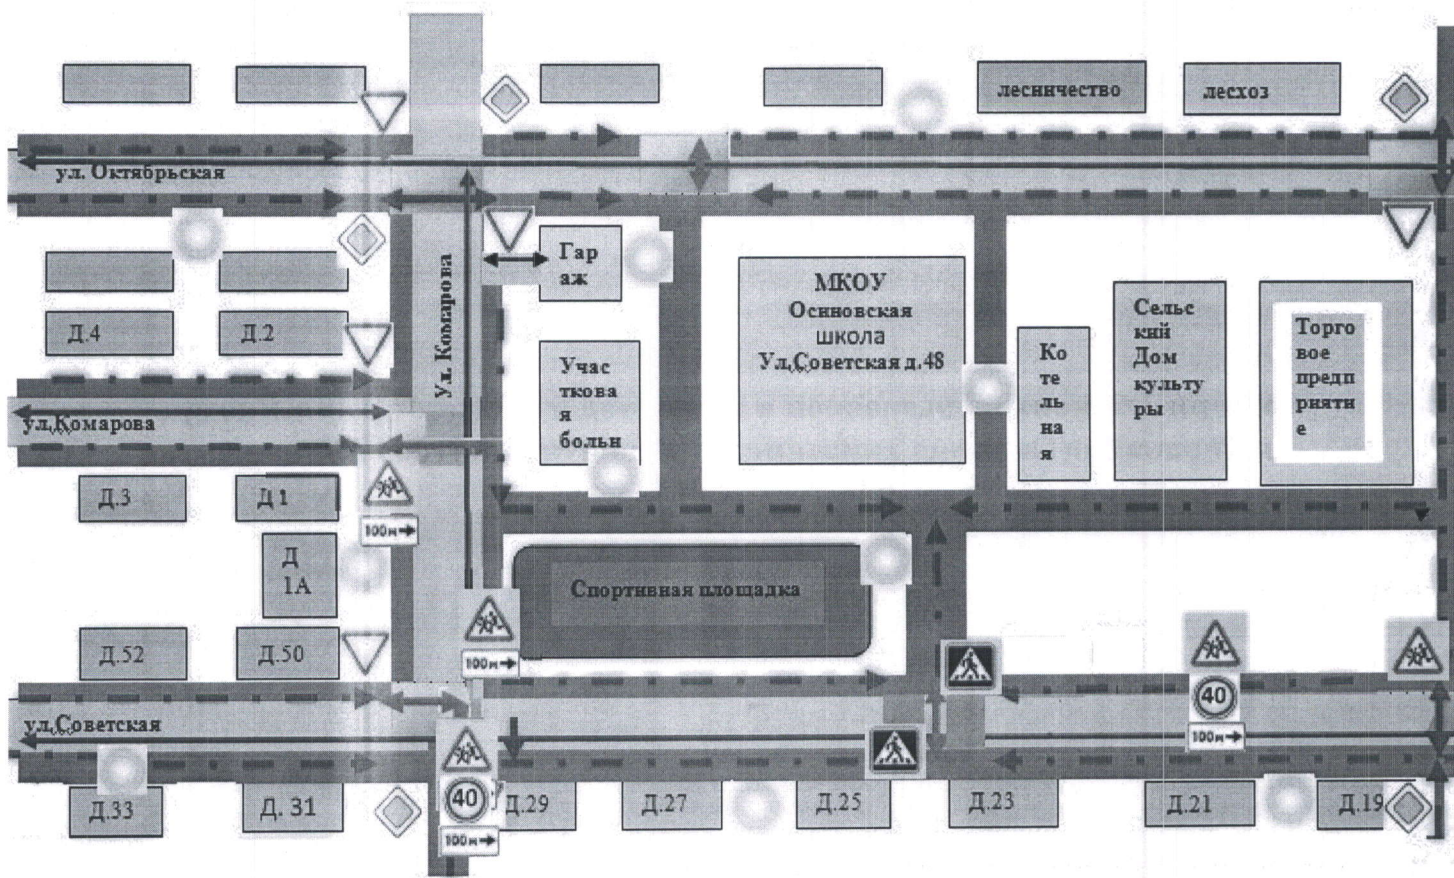 лесничество
лесхоз
ул. Октябрьская
Гар
аж
МКОУ
Осиновская
школа
Ул,Советская д.48
Сельс
кий
Дом
культу
ры
Торго
вое
предп
рияти
е
Д.4
Д.2
Ул. Комарова
Учас
ткова
я
больн
Ко
те
ль
на
я
ул,Комарова
Д.3
Д 1
100м
Д
1А
Спортивная площадка
Д.52
Д.50
100м
40
100м
ул,Советская
40
100м
Д.33
Д. 31
Д.29
Д.27
Д.25
Д.23
Д.21
Д.19